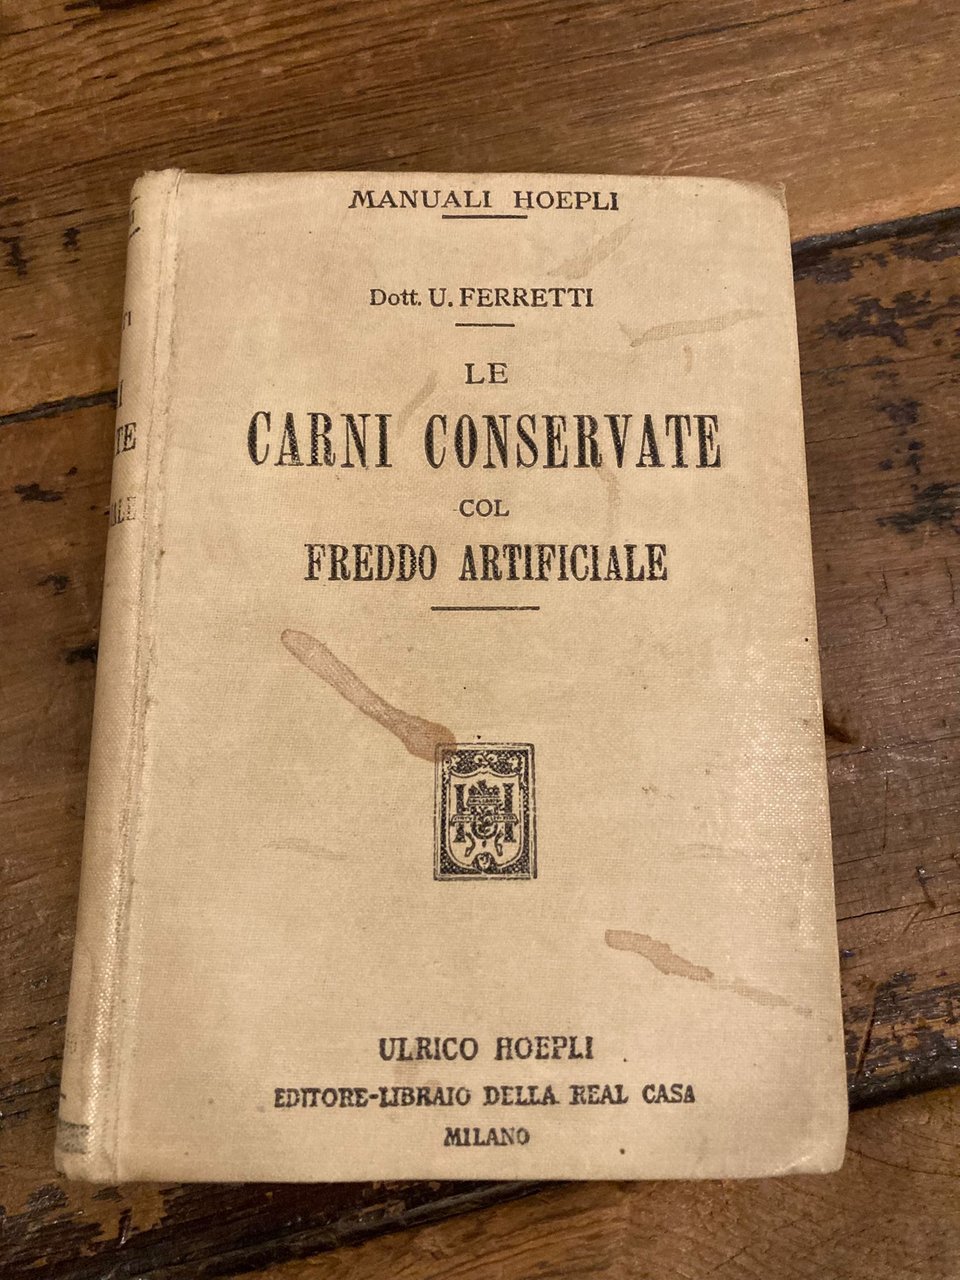 MANUALI HOEPLI
Dott. U. FERRETTI
LE
CARNI CONSERVATE
COL
FREDDO ARTIFICIALE
ULRICO HOEPLI
EDITORE-LIBRAIO DELLA REAL CASA
MILANO